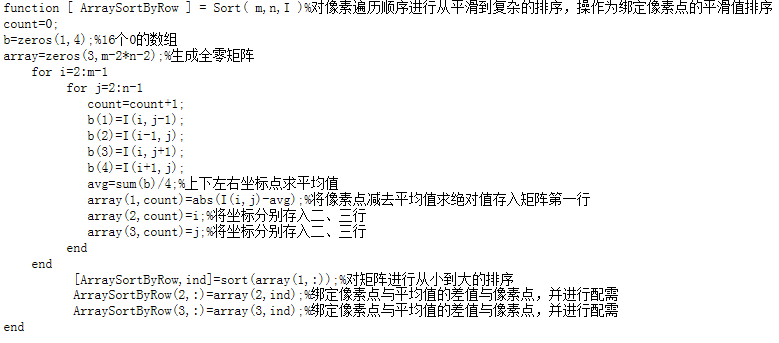 function [ ArraySortByRow ] = Sort( m,n,I )%对像素遍历顺序进行从平滑到复杂的排序，操作为绑定像素点的平滑值排序
count=0;
b=zeros(1,4);%16个0的数组
array=zeros(3,m-2*n-2);%生成全零矩阵
for i=2:m-1
for j=2:n-1
count=count+1;
b(1)=I(i,j-1);
b(2)=I(i-1,j);
b(3)=I(i,j+1);
b(4)=I(i+1,j);
avg=sum(b)/4;%上下左右坐标点求平均值
array(1,count)=abs(I(i,j)-avg);%将像素点减去平均值求绝对值存入矩阵第一行
array(2,count)=i;%将坐标分别存入二、三行
array(3,count)=j;%将坐标分别存入二、三行
end
end
[ArraySortByRow,ind]=sort(array(1,:));%对矩阵进行从小到大的排序
ArraySortByRow(2,:)=array(2,ind);%绑定像素点与平均值的差值与像素点，并进行配需
ArraySortByRow(3,:)=array(3,ind);%绑定像素点与平均值的差值与像素点，并进行配需
end